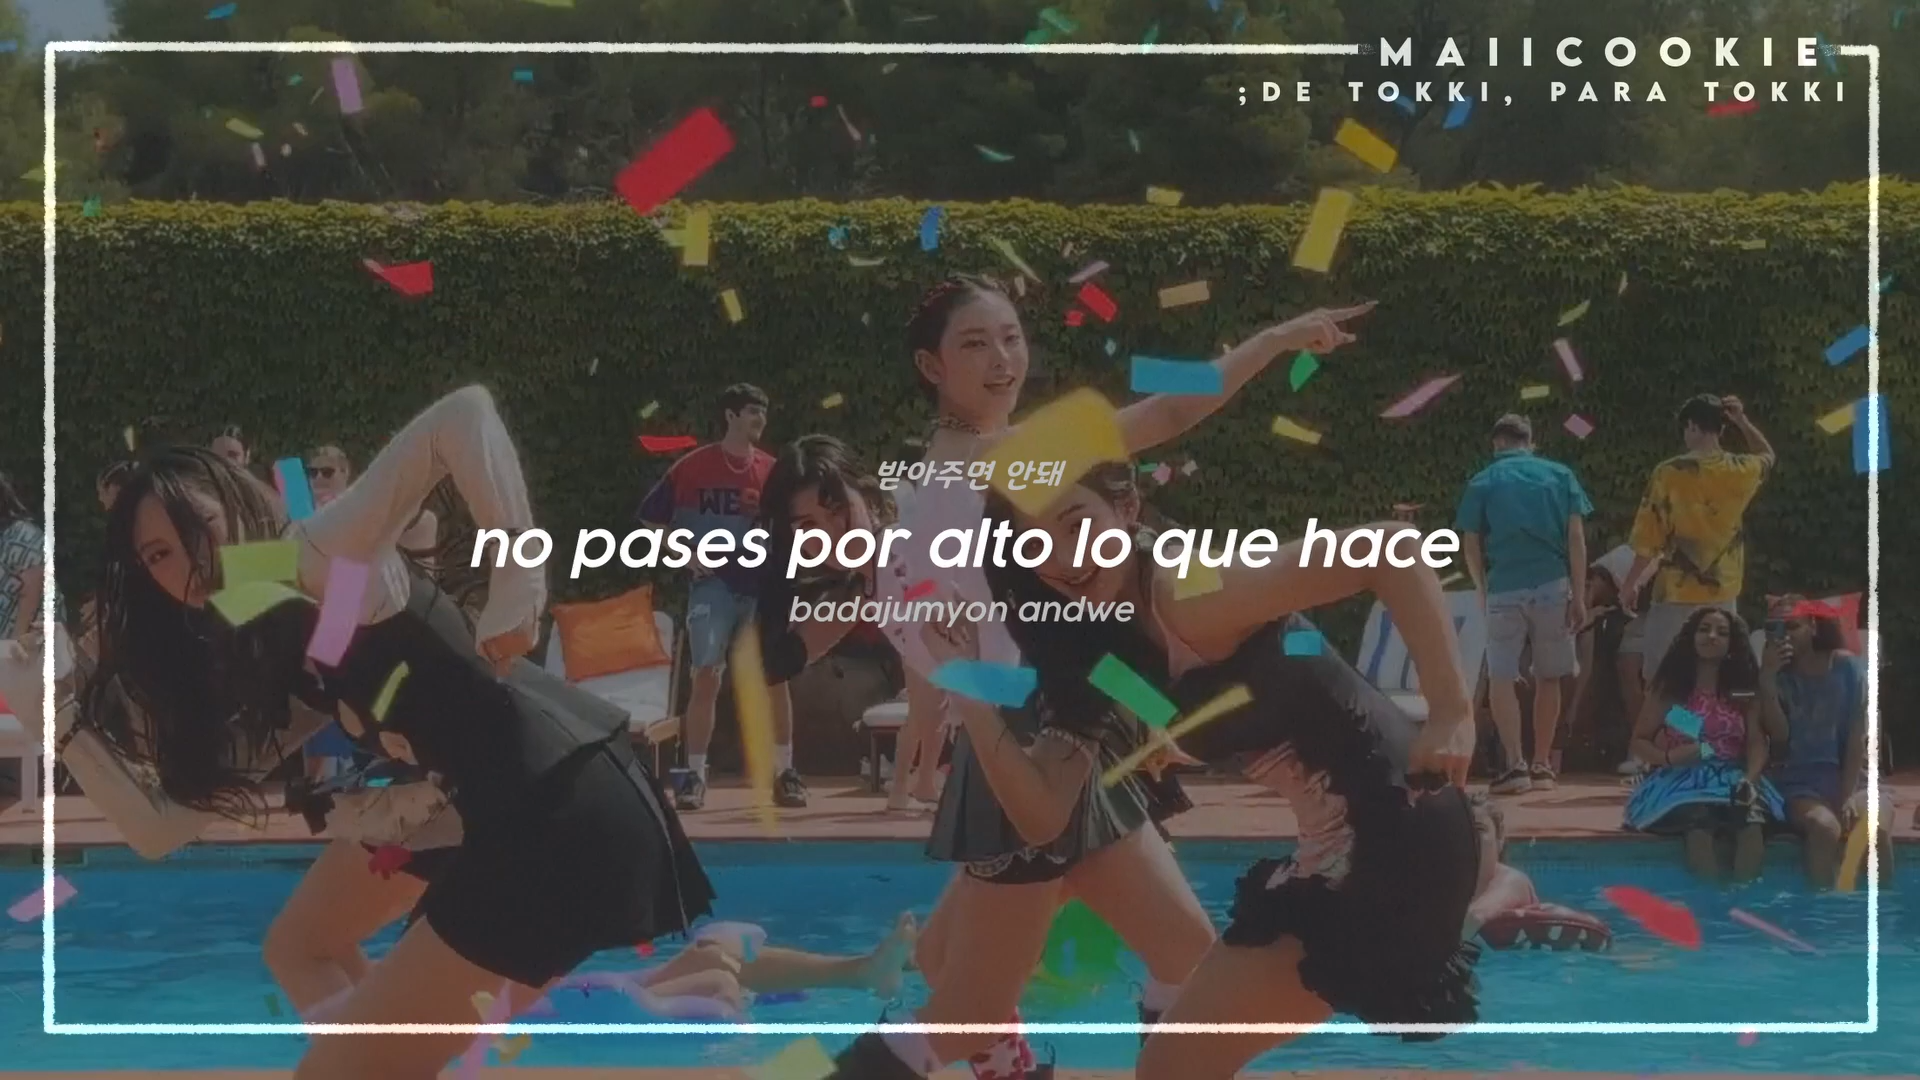 MAIICOOKIE
;DE TOKKI, PARA TOKKI
받아주면 안돼
no pases por alto lo que hace
badajumyon andwe